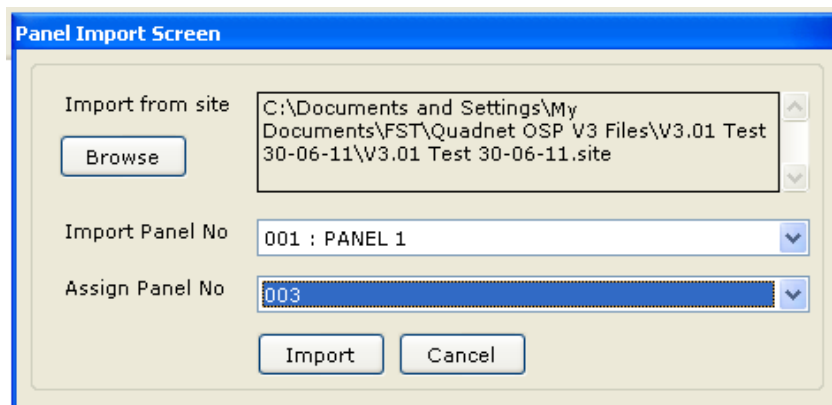 Panel Import Screen
Import from site
C:\Documents and Settings\My
Documents\FST\Quadnet OSP V3 Files\V3.01 Test
30-06-11\V3.01 Test 30-06-11.site
Browse
Import Panel No
001 : PANEL 1
Assign Panel No
003
Import
Cancel